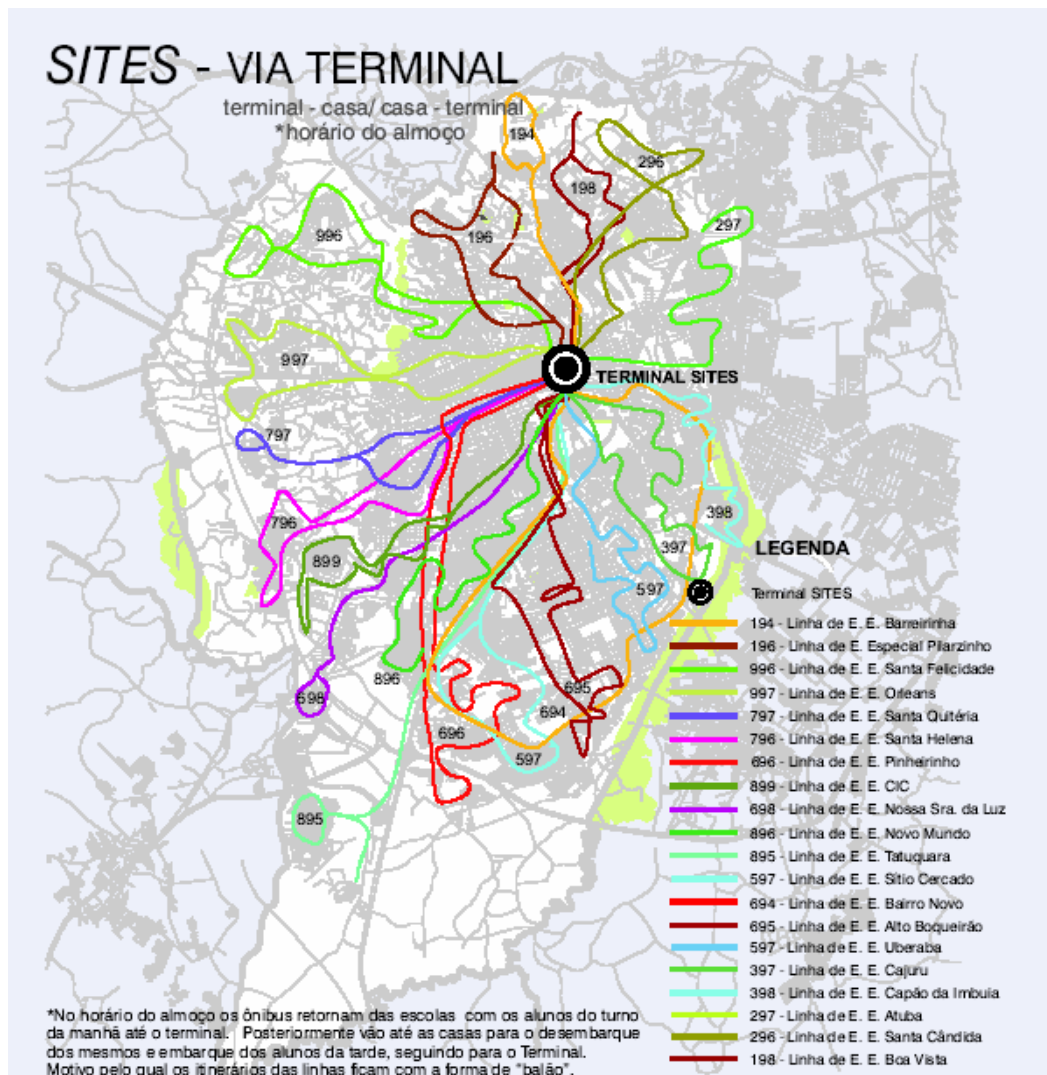 SITES - VIA TERMINAL
terminal - casa/ casa - terminal
*horário do almoço
194
296
198
297
996
196
997
TERMINAL SITES
797
796
398
397
899
LEGENDA
597
Terminal SITES
194 - Linha de E. E. Barreirinha
196 - Linha de E. E. Especial Pilarzinho
996 - Linha de E. E. Santa Felicidade
997 - Linha de E. E. Orleans
797 - Linha de E. E. Santa Quitéria
796 - Linha de E. E. Santa Helena
696 - Linha de E. E. Pinheirinho
899 - Linha de E. E. CIC
698 - Linha de E. E. Nossa Sra. da Luz
896 - Linha de E. E. Novo Mundo
895 - Linha de E. E. Tatuquara
597 - Linha de E. E. Sítio Cercado
694 - Linha de E. E. Bairro Novo
695 - Linha de E. E. Alto Boqueirão
597 - Linha de E. E. Uberaba
397 - Linha de E. E. Cajuru
398 - Linha de E. E. Capão da Imbuia
297 - Linha de E. E. Atuba
296 - Linha de E. E. Santa Cândida
198 - Linha de E. E. Boa Vista
896
698
695
694
696
597
895
*No horário do almoço os ônibus retornam das escolas com os alunos do turno
da manhã até o terminal. Posteriormente vão até as casas para o desembarque
dos mesmos e embarque dos alunos da tarde, seguindo para o Terminal.
Motivo pelo qual os itinerários das linhas ficam com a forma de "balão".